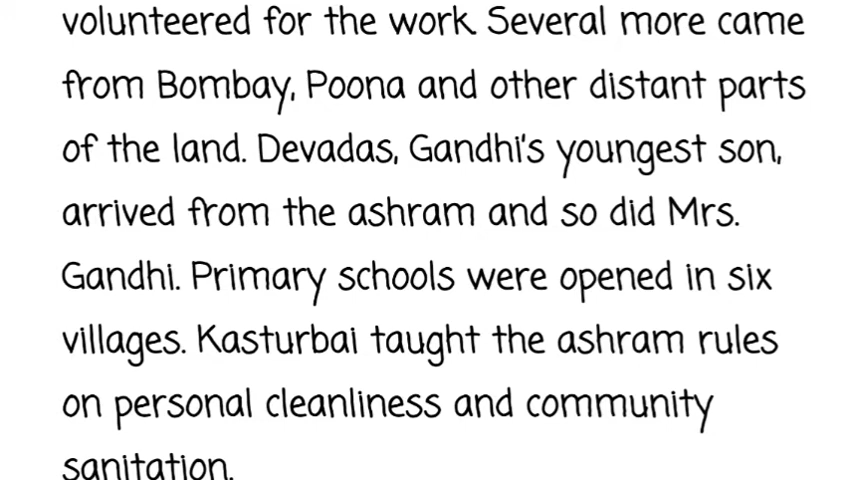 volunteered for the work. Several more came
from Bombay, Poona and other distant parts
of the land. Devadas, Gandhi's youngest son,
arrived from the ashram and so did Mrs.
Gandhi. Primary schools were opened in six
villages. Kasturbai taught the ashram rules
on personal cleanliness and community
sanitation.